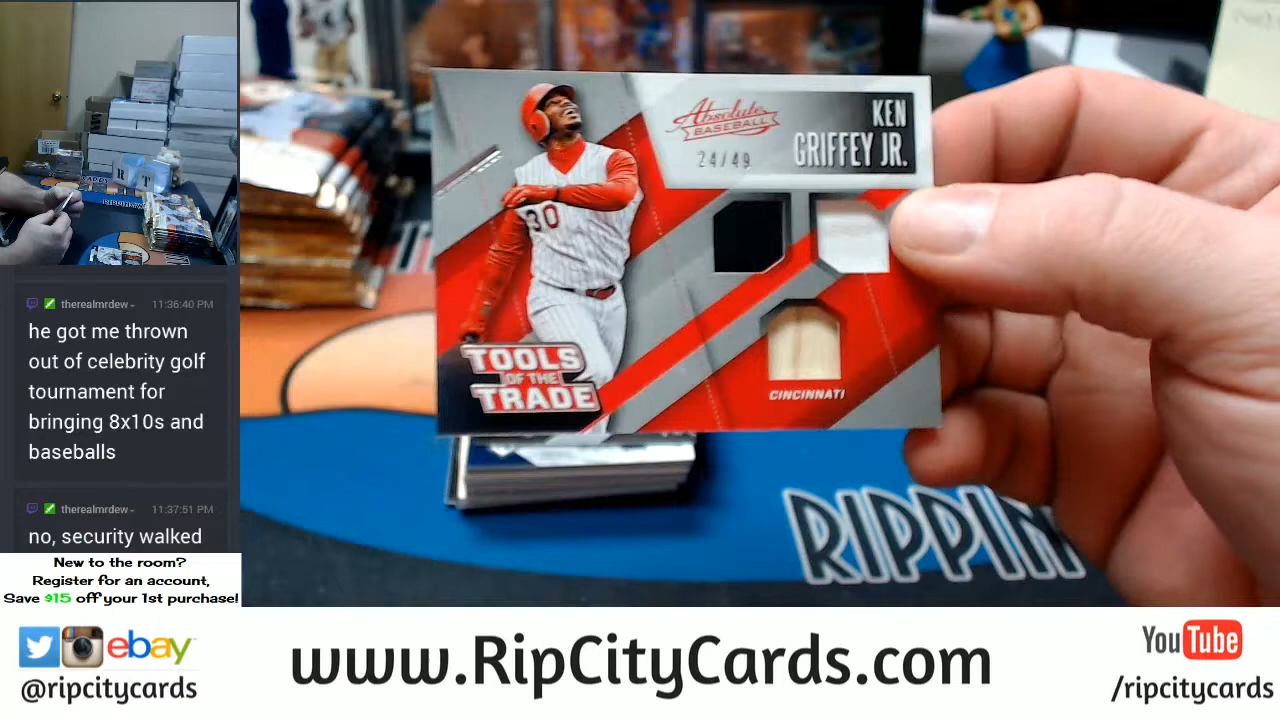 therealmrdew
11:36:40 PM
he got me thrown
out of celebrity golf
tournament for
bringing 8x10s and
baseballs
therealmrdew
11:37:51 PM
no, security walked
New to the room?
Register for an account,
Save $15 off your 1st purchase!
Absolute
BASEBALL
24/49
KEN
GRIFFEY JR.
30
TOOLS
OF THE
TRADE
CINCINNATI
RIPPIN
ebay
@ripcitycards
www.RipCityCards.com
YouTube
/ripcitycards